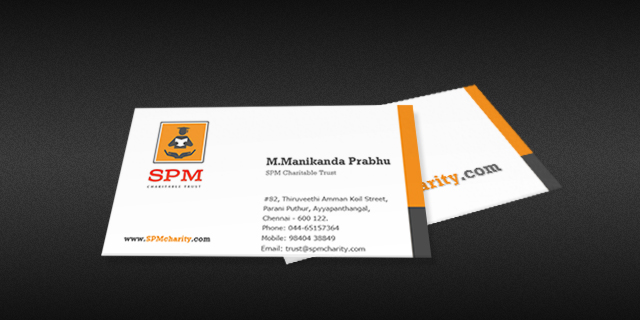 SPM
CHARITABLE TRUST
M.Manikanda Prabhu
SPM Charitable Trust
#82, Thiruveethi Amman Koil Street,
Parani Puthur, Ayyapanthangal,
Chennai - 600 122.
Phone: 044-65157364
Mobile: 98404 38849
Email: trust@spmcharity.com
www.SPMcharity.com
arity.com